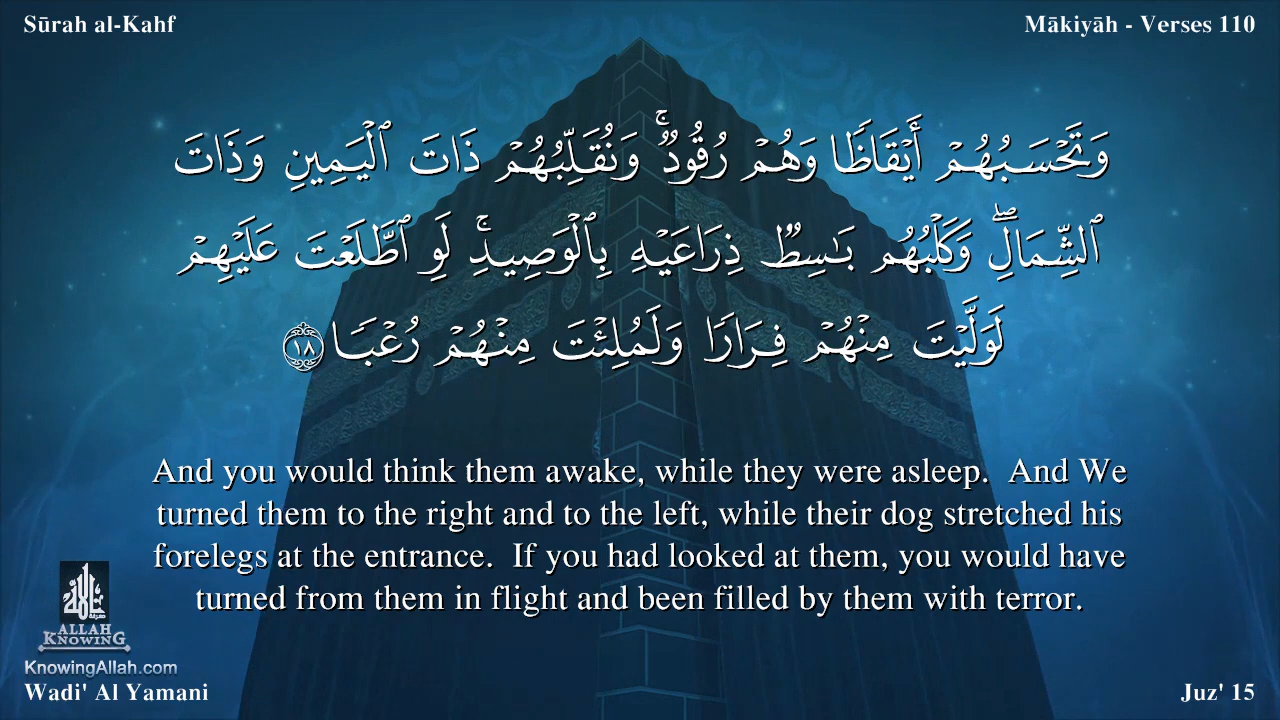 Sūrah al-Kahf
Mākiyāh - Verses 110
وَتَحْسَبُهُمْ أَيْقَاظًا وَهُمْ رُقُودٌ ۚ وَنُقَلِّبُهُمْ ذَاتَ ٱلْيَمِينِ وَذَاتَ
ٱلشِّمَالِ ۖ وَكَلْبُهُم بَـٰسِطٌ ذِرَاعَيْهِ بِٱلْوَصِيدِ ۚ لَوِ ٱطَّلَعْتَ عَلَيْهِمْ
لَوَلَّيْتَ مِنْهُمْ فِرَارًا وَلَمُلِئْتَ مِنْهُمْ رُعْبًا ١٨
And you would think them awake, while they were asleep. And We
turned them to the right and to the left, while their dog stretched his
forelegs at the entrance. If you had looked at them, you would have
turned from them in flight and been filled by them with terror.
ALLAH
KNOWING
KnowingAllah.com
Wadi' Al Yamani
Juz' 15